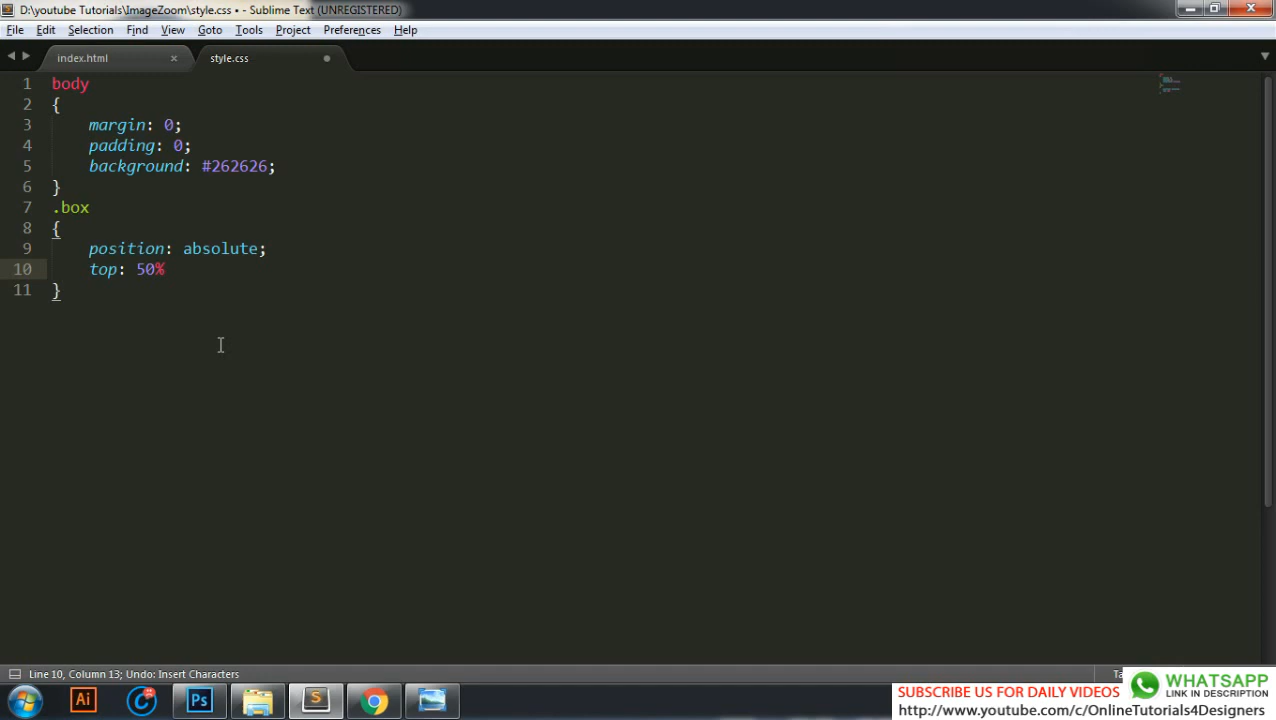 D:\youtube Tutorials\ImageZoom\style.css • - Sublime Text (UNREGISTERED)
File Edit Selection Find View Goto Tools Project Preferences Help
index.html × style.css
1 body
2 {
3 margin: 0;
4 padding: 0;
5 background: #262626;
6 }
7 .box
8 {
9 position: absolute;
10 top: 50%
11 }
Line 10, Column 13; Undo: Insert Characters
Ai Ps S
SUBSCRIBE US FOR DAILY VIDEOS
http://www.youtube.com/c/OnlineTutorials4Designers
WHATSAPP
LINK IN DESCRIPTION